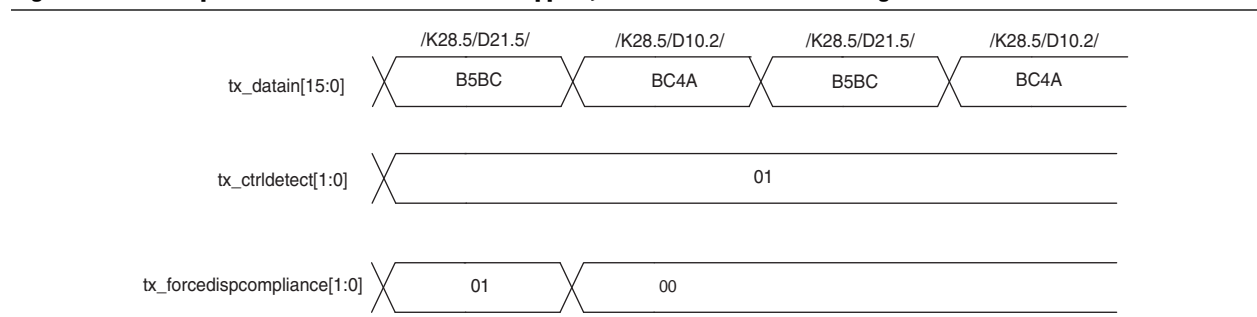 /K28.5/D21.5/ /K28.5/D10.2/ /K28.5/D21.5/ /K28.5/D10.2/
tx_datain[15:0] B5BC BC4A B5BC BC4A
tx_ctrldetect[1:0] 01
tx_forcedispcompliance[1:0] 01 00